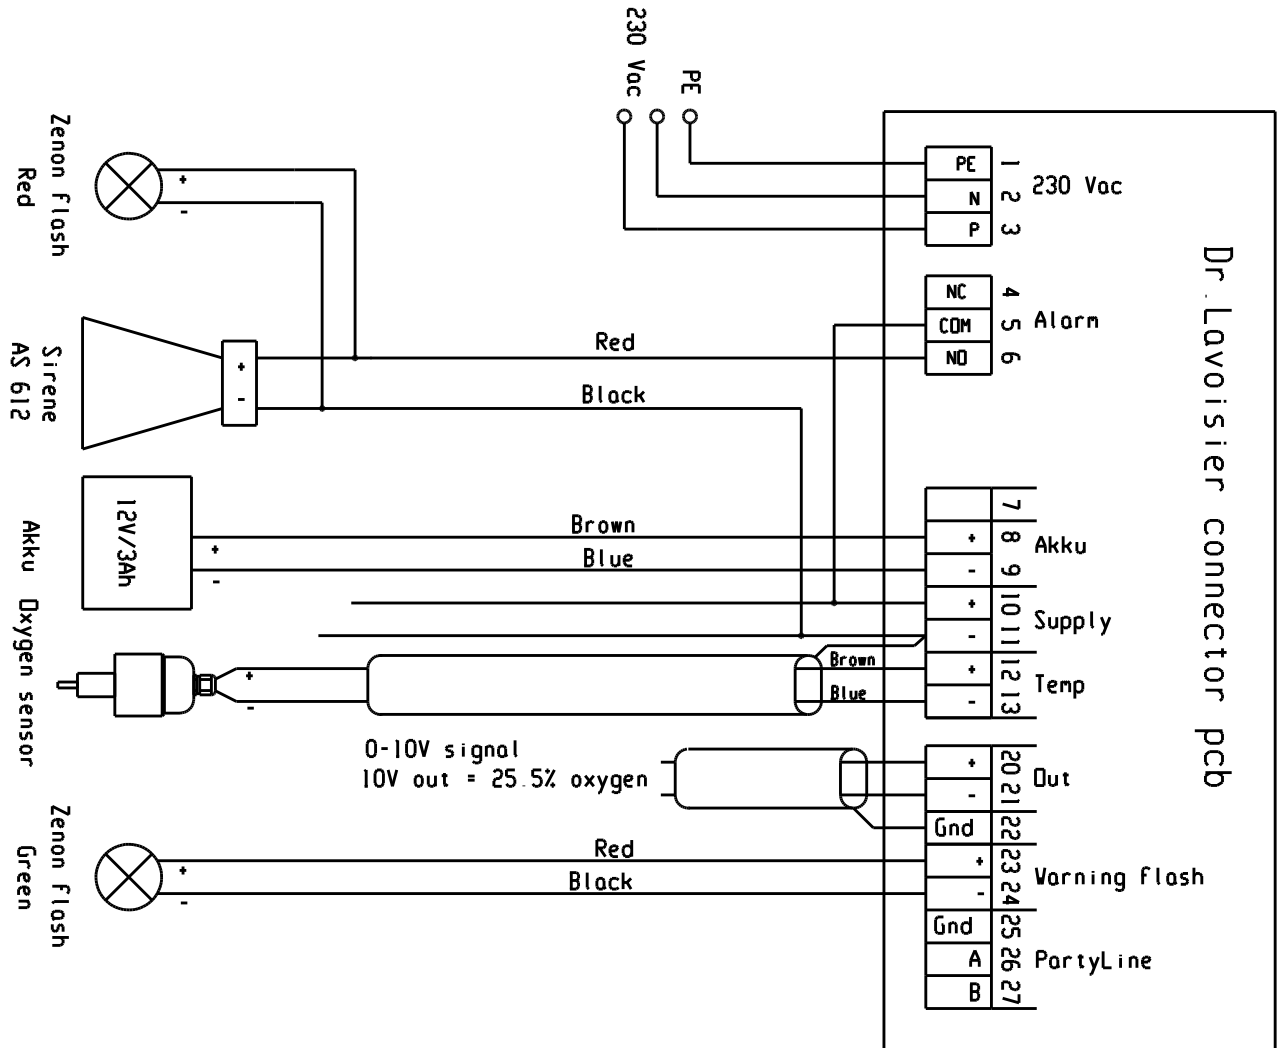 230 Vac
PE
Dr.Lavoisier connector pcb
PE
1
N
2
P
3
230 Vac
NC
4
COM
5
NO
6
Alarm
Zenon flash
Red
+
-
Sirene
AS 612
+
-
Red
Black
7
+
8
-
9
Akku
+
10
-
11
Supply
+
12
-
13
Temp
Akku
12V/3Ah
+
-
Brown
Blue
Oxygen sensor
+
-
Brown
Blue
0-10V signal
10V out = 25.5% oxygen
+
20
-
21
Out
Gnd
22
+
23
-
24
Varning flash
Gnd
25
A
26
B
27
PartyLine
Zenon flash
Green
+
-
Red
Black